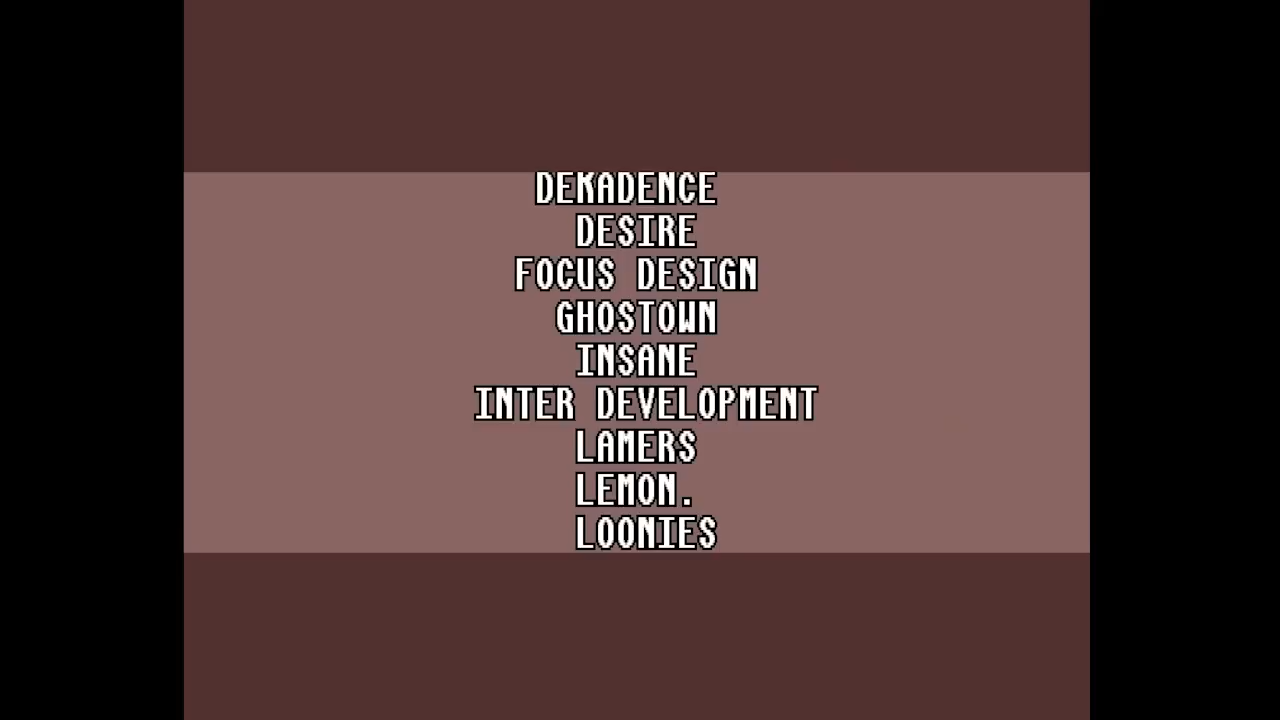 DEKADENCE
DESIRE
FOCUS DESIGN
GHOSTOWN
INSANE
INTER DEVELOPMENT
LAMERS
LEMON.
LOONIES